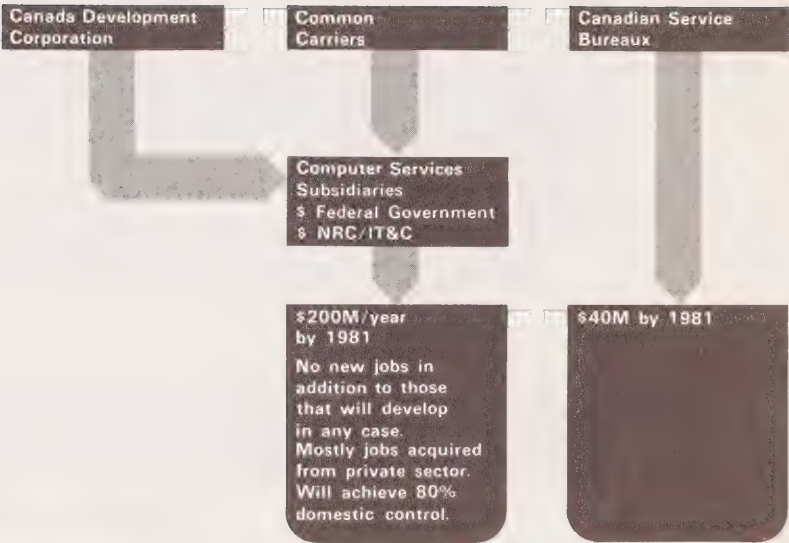 Canada Development
Corporation
Common
Carriers
Canadian Service
Bureaux
Computer Services
Subsidiaries
$ Federal Government
$ NRC/IT&C
$200M/year
by 1981
No new jobs in
addition to those
that will develop
in any case.
Mostly jobs acquired
from private sector.
Will achieve 80%
domestic control.
$40M by 1981